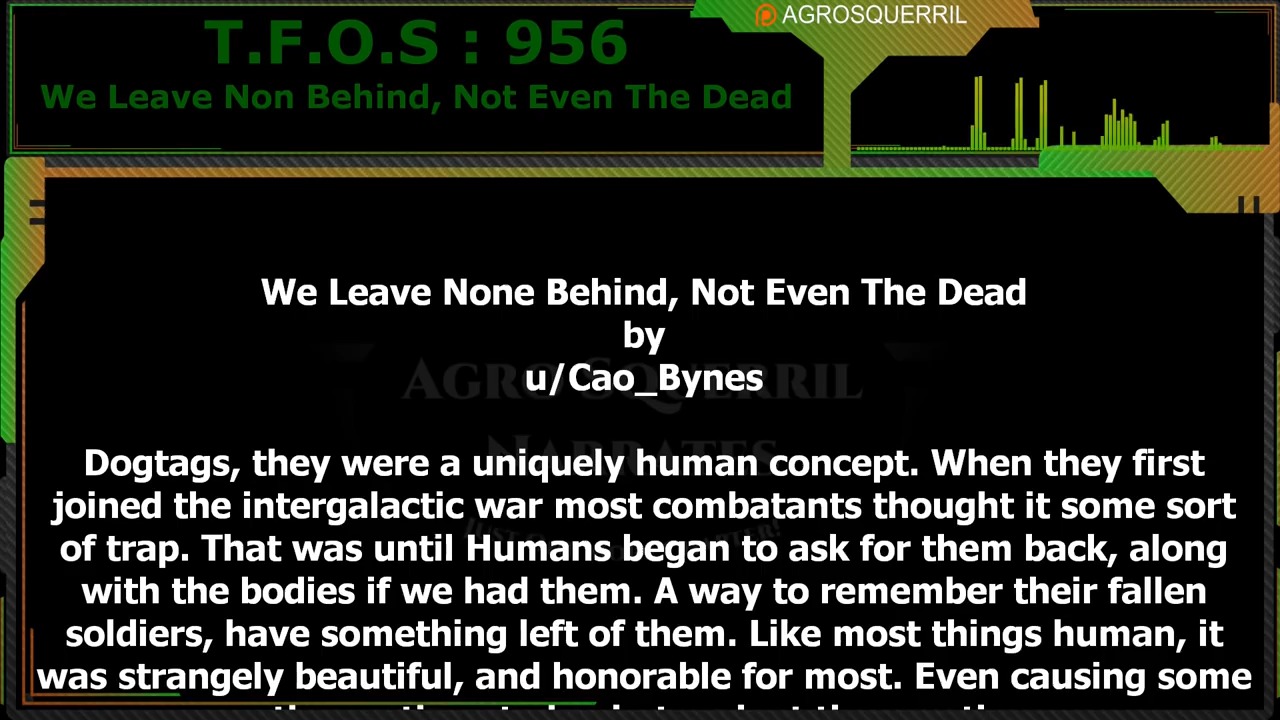 AGROSQUERRIL
T.F.O.S : 956
We Leave Non Behind, Not Even The Dead
We Leave None Behind, Not Even The Dead
by
u/Cao_Bynes
AGRO SQUERRIL
NARRATES
Dogtags, they were a uniquely human concept. When they first
joined the intergalactic war most combatants thought it some sort
of trap. That was until Humans began to ask for them back, along
with the bodies if we had them. A way to remember their fallen
soldiers, have something left of them. Like most things human, it
was strangely beautiful, and honorable for most. Even causing some